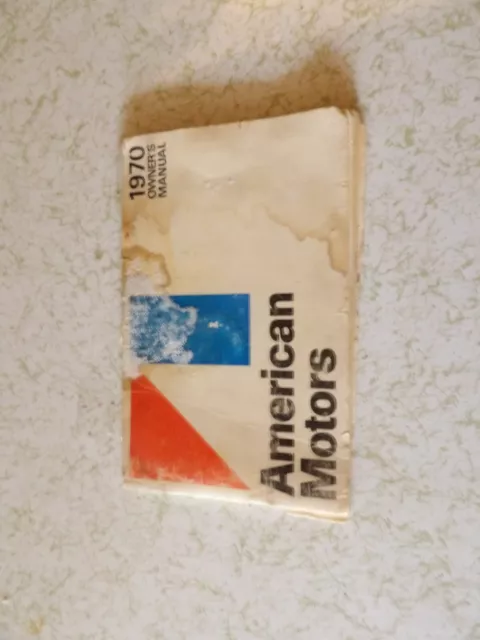 1970
OWNER'S
MANUAL
American
Motors